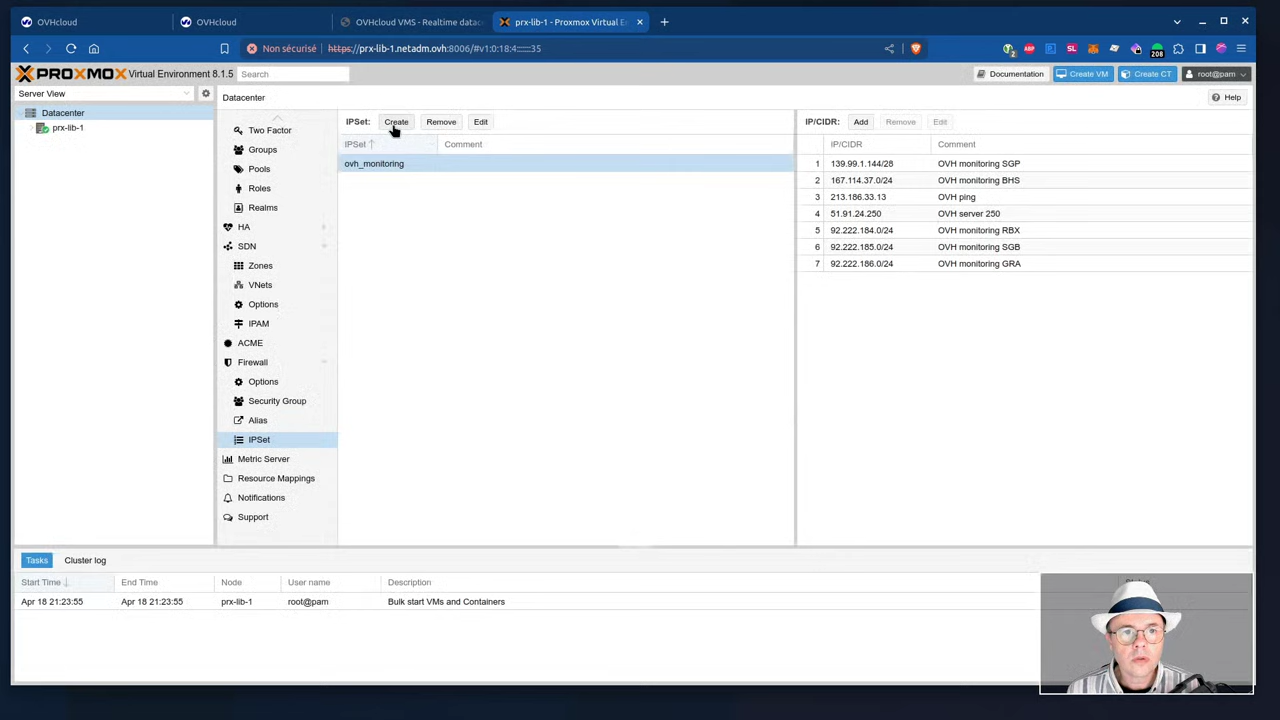 OVHcloud
OVHcloud
OVHcloud VMS - Realtime datac
prx-lib-1 - Proxmox Virtual E
Non sécurisé
https://prx-lib-1.netadm.ovh:8006/#v1:0:18:4:::::::35
2
208
PROXMOX Virtual Environment 8.1.5
Search
Documentation
Create VM
Create CT
root@pam
Server View
Datacenter
Help
Datacenter
prx-lib-1
Two Factor
Groups
Pools
Roles
Realms
HA
SDN
Zones
VNets
Options
IPAM
ACME
Firewall
Options
Security Group
Alias
IPSet
Metric Server
Resource Mappings
Notifications
Support
IPSet: Create Remove Edit
IPSet Comment
ovh_monitoring
IP/CIDR: Add Remove Edit
IP/CIDR Comment
1 139.99.1.144/28 OVH monitoring SGP
2 167.114.37.0/24 OVH monitoring BHS
3 213.186.33.13 OVH ping
4 51.91.24.250 OVH server 250
5 92.222.184.0/24 OVH monitoring RBX
6 92.222.185.0/24 OVH monitoring SGB
7 92.222.186.0/24 OVH monitoring GRA
Tasks Cluster log
Start Time End Time Node User name Description
Apr 18 21:23:55 Apr 18 21:23:55 prx-lib-1 root@pam Bulk start VMs and Containers